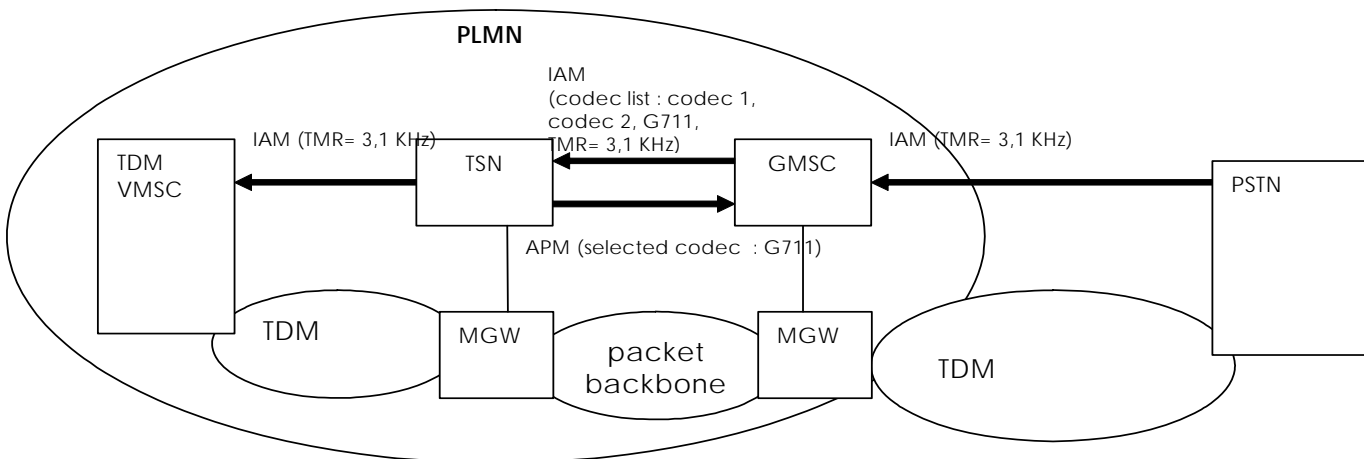 PLMN
IAM
(codec list : codec 1,
codec 2, G711,
TMR= 3,1 KHz)
IAM (TMR= 3,1 KHz)
IAM (TMR= 3,1 KHz)
TDM
VMSC
TSN
GMSC
PSTN
APM (selected codec : G711)
TDM
MGW
packet
backbone
MGW
TDM